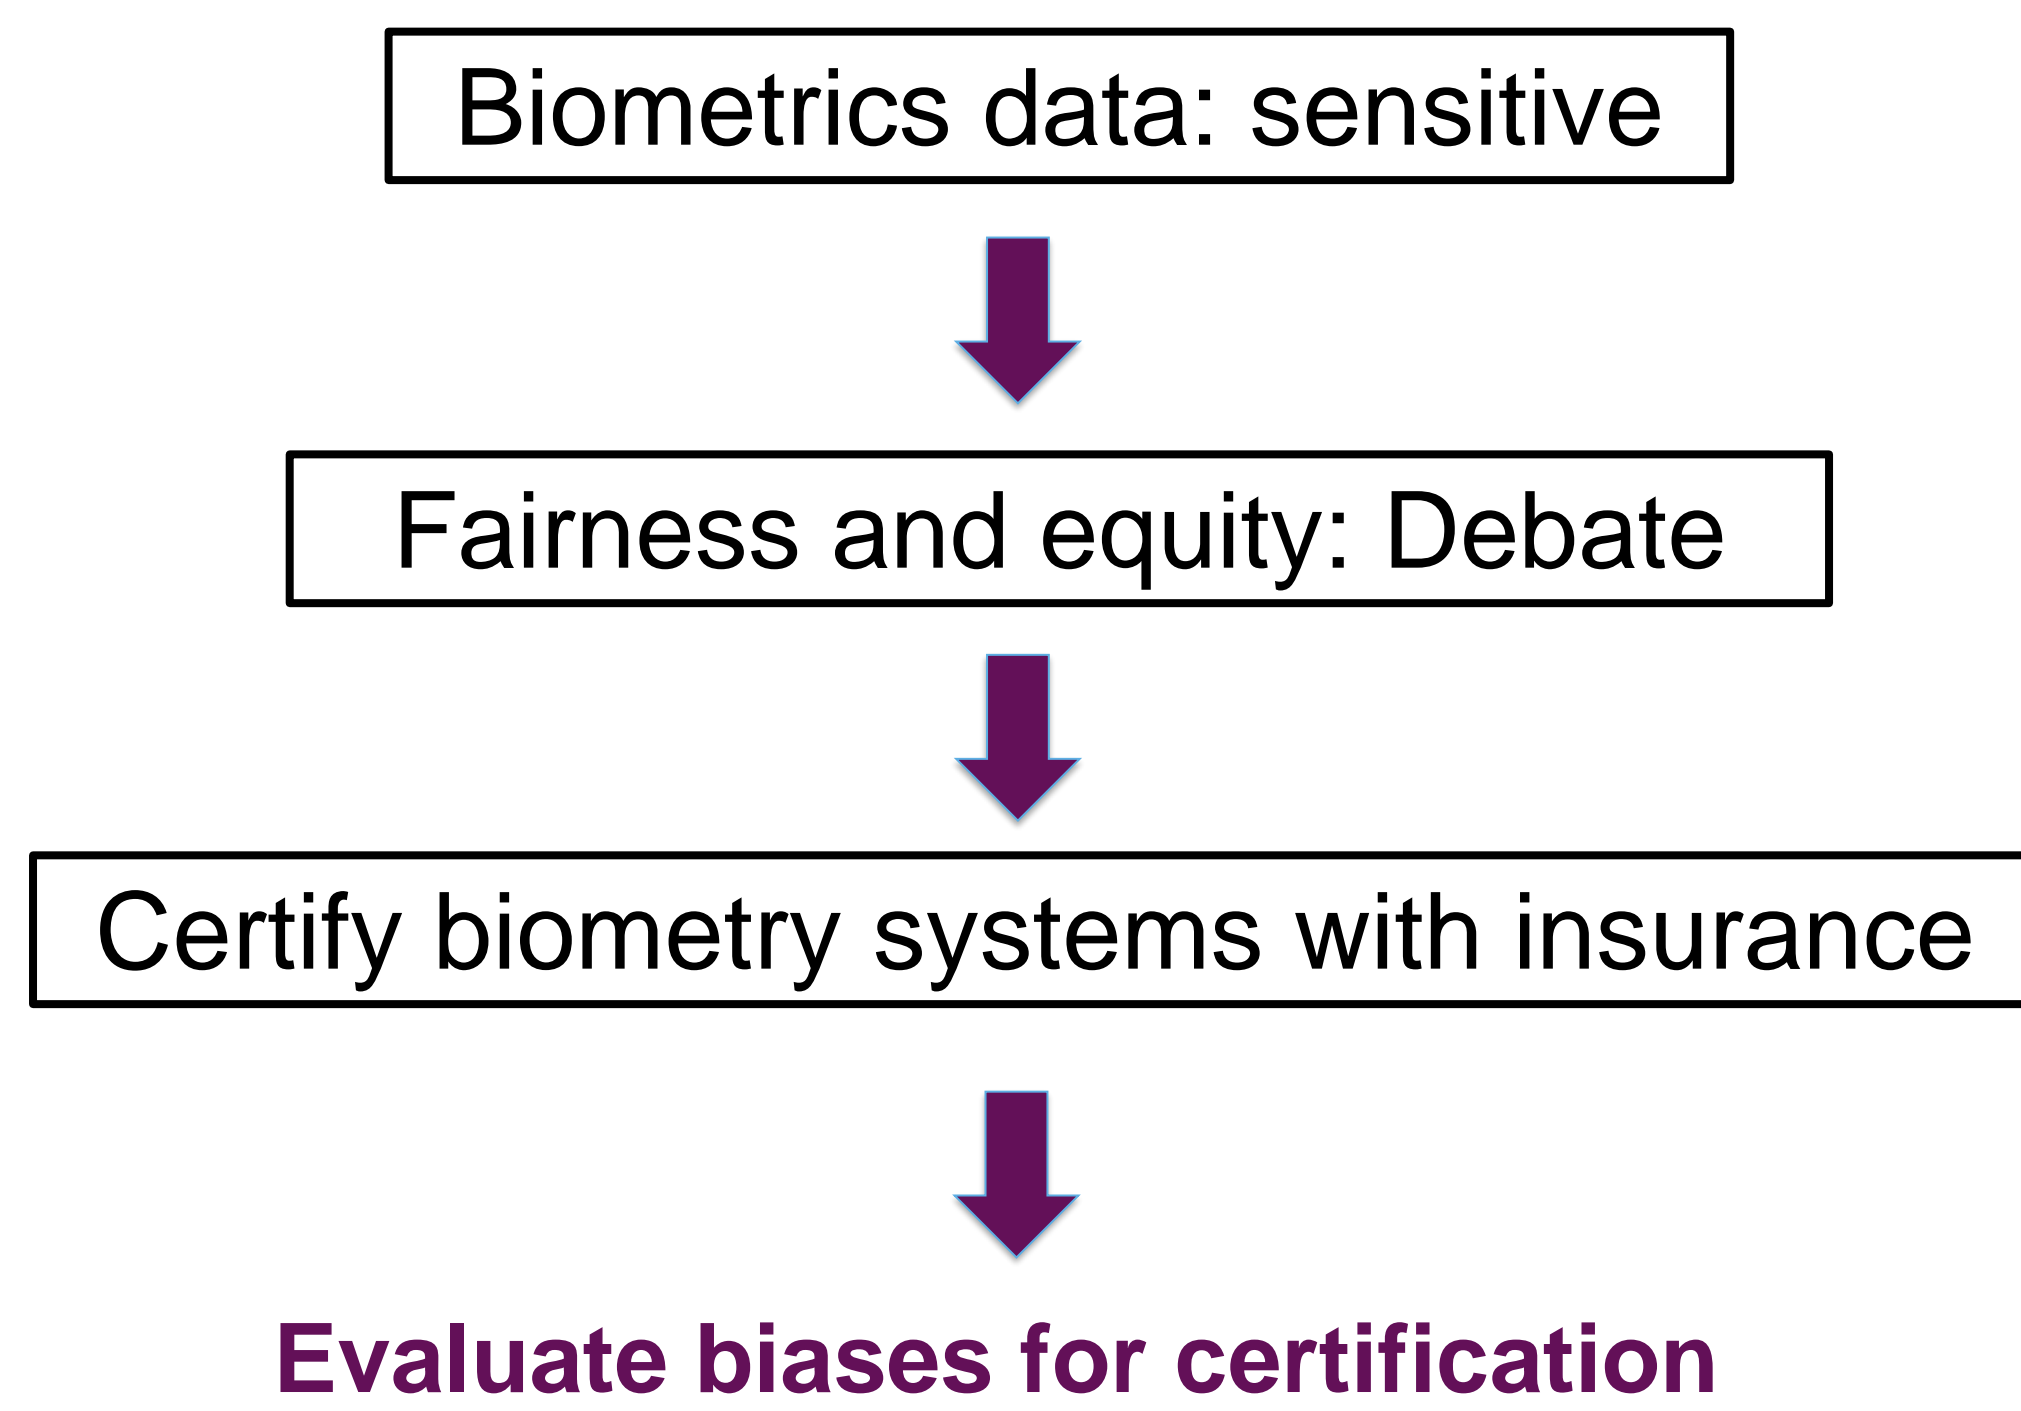 Biometrics data: sensitive
Fairness and equity: Debate
Certify biometry systems with insurance
Evaluate biases for certification